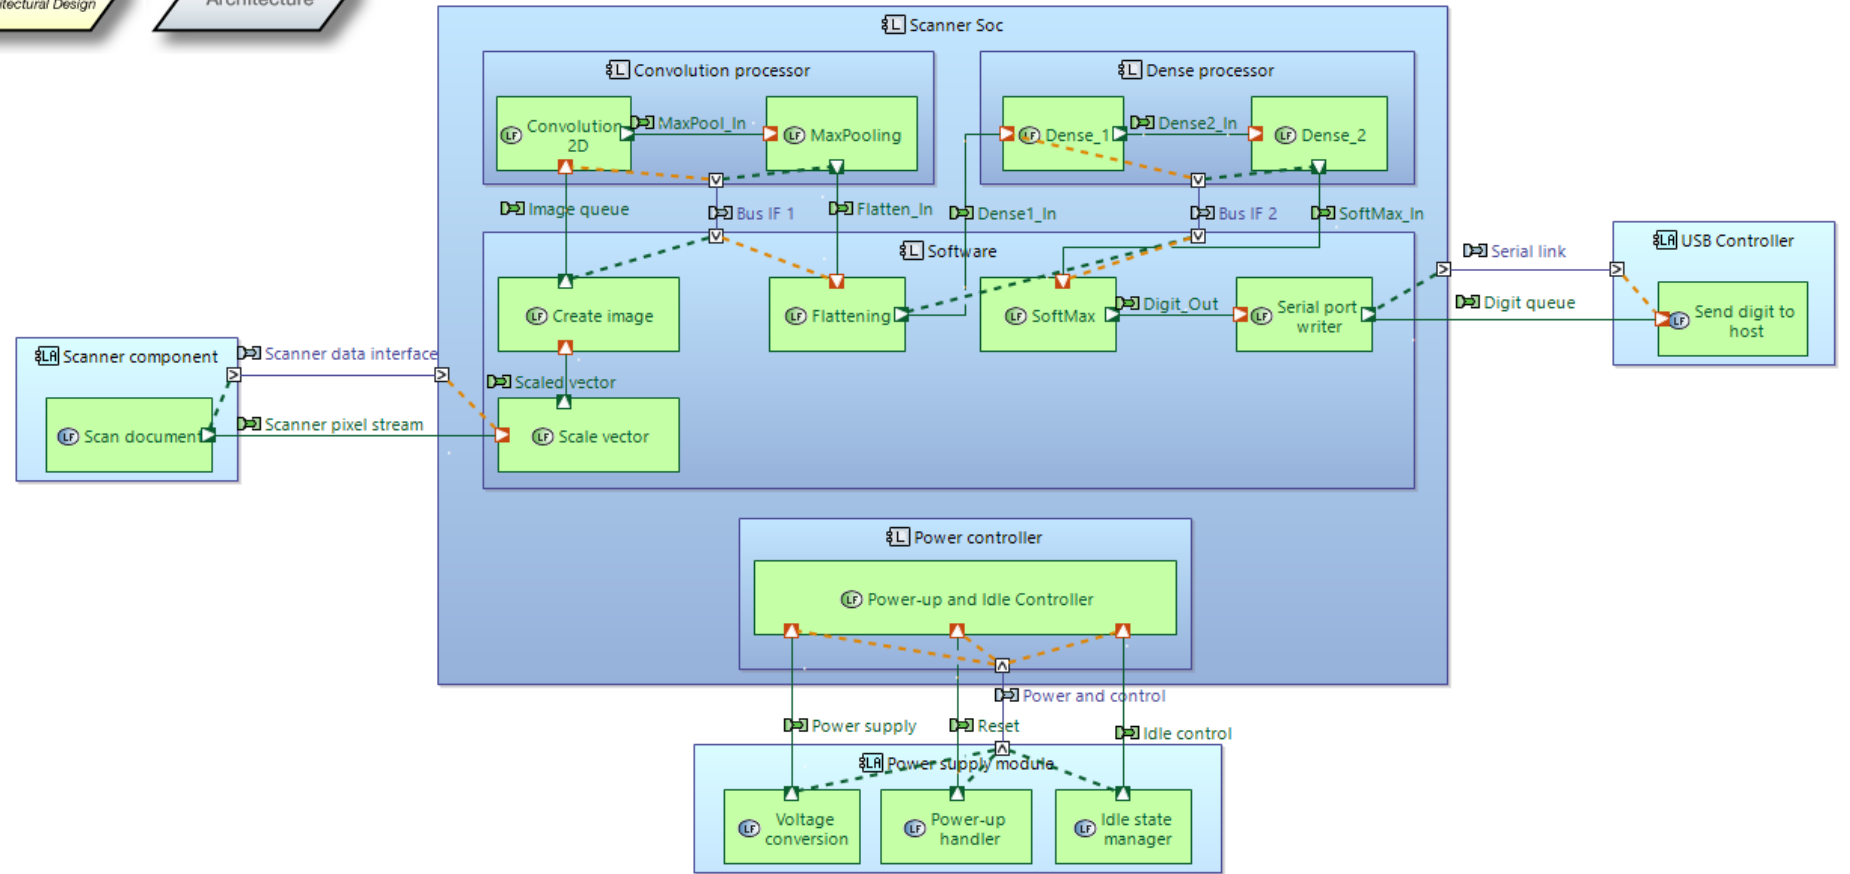 Architecture
Scanner Soc
Convolution processor
Dense processor
Convolution
2D
MaxPool_In
MaxPooling
Dense_1
Dense2_In
Dense_2
Image queue
Bus IF 1
Flatten_In
Dense1_In
Bus IF 2
SoftMax_In
Software
Serial link
USB Controller
Create image
Flattening
SoftMax
Digit_Out
Serial port
writer
Digit queue
Send digit to
host
Scanner component
Scanner data interface
Scaled vector
Scan document
Scanner pixel stream
Scale vector
Power controller
Power-up and Idle Controller
Power and control
Power supply
Reset
Idle control
Power supply module
Voltage
conversion
Power-up
handler
Idle state
manager